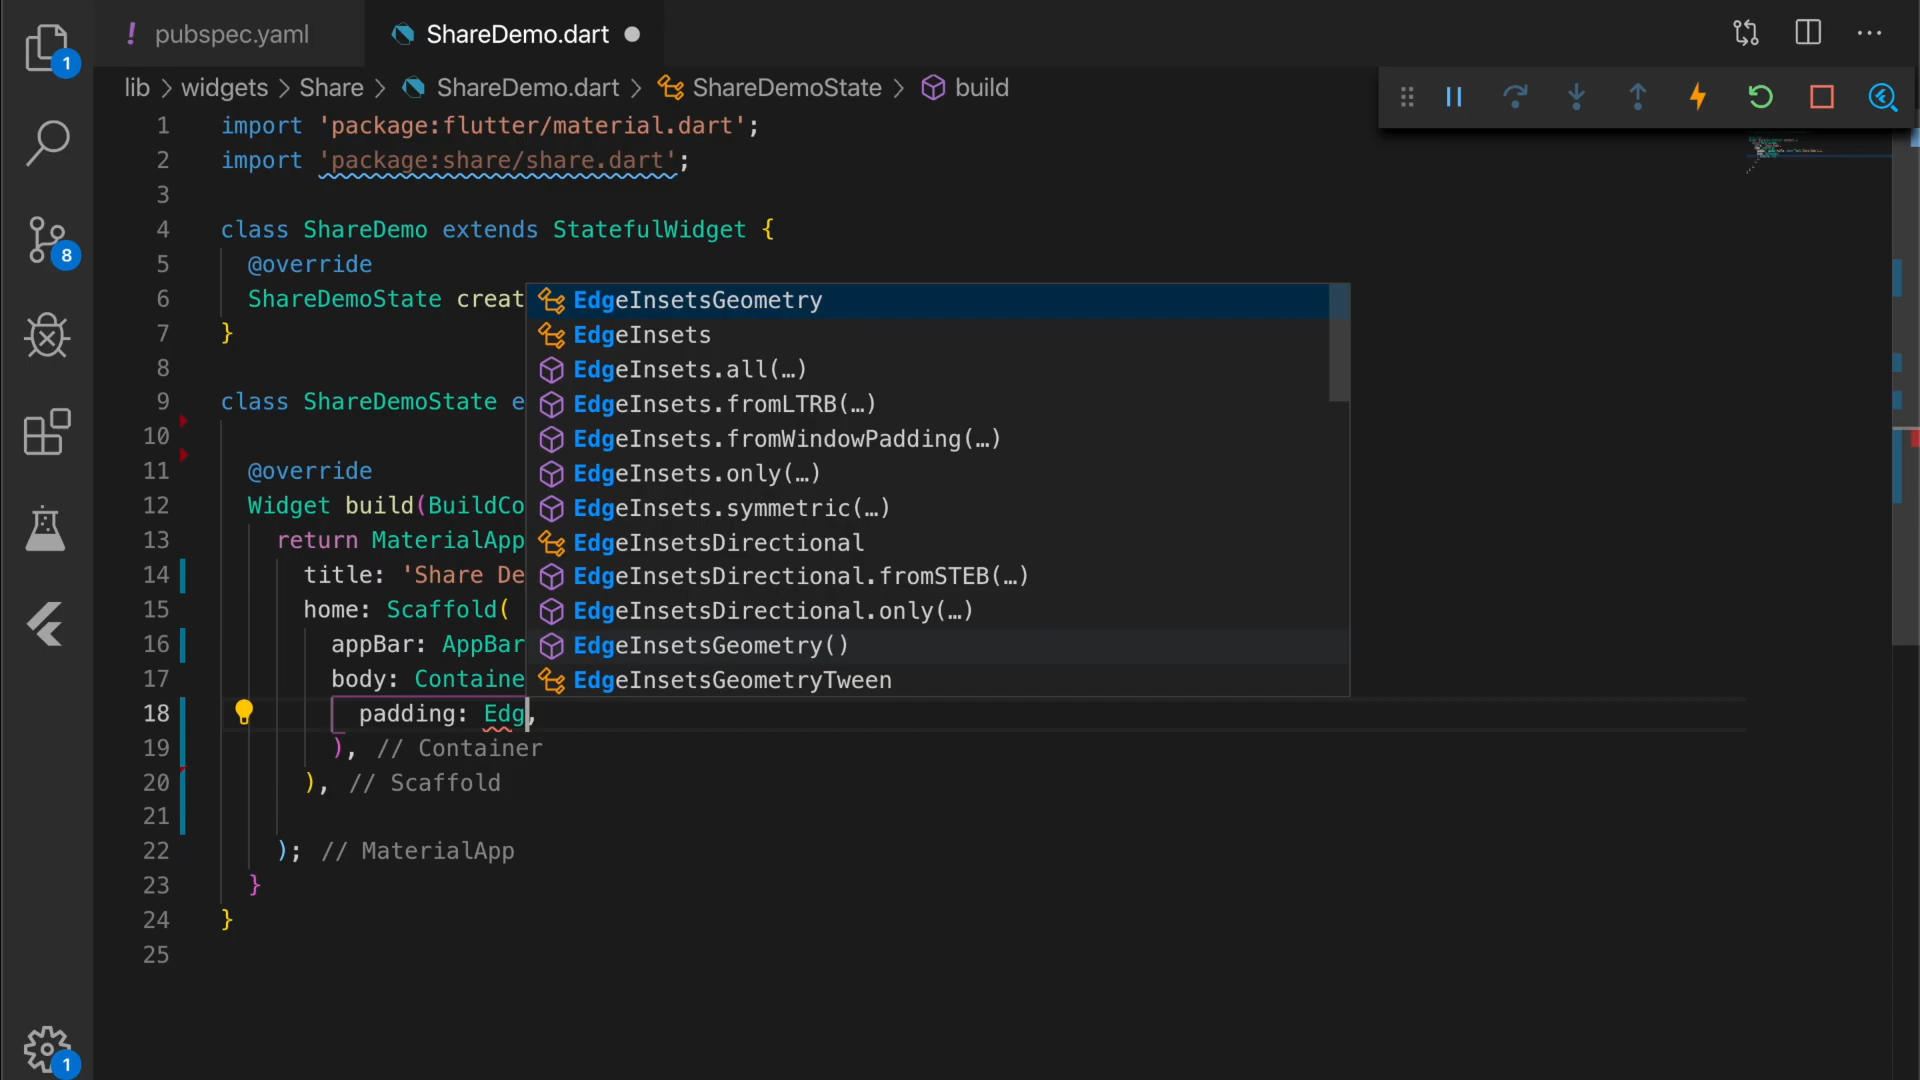 pubspec.yaml
ShareDemo.dart
lib > widgets > Share > ShareDemo.dart > ShareDemoState > build
1 import 'package:flutter/material.dart';
2 import 'package:share/share.dart';
3
4 class ShareDemo extends StatefulWidget {
5 @override
6 ShareDemoState creat
7 }
8
9 class ShareDemoState e
10
11 @override
12 Widget build(BuildCo
13 return MaterialApp
14 title: 'Share De
15 home: Scaffold(
16 appBar: AppBar
17 body: Containe
18 padding: Edg,
19 ), // Container
20 ), // Scaffold
21
22 ); // MaterialApp
23 }
24 }
25
EdgeInsetsGeometry
EdgeInsets
EdgeInsets.all(…)
EdgeInsets.fromLTRB(…)
EdgeInsets.fromWindowPadding(…)
EdgeInsets.only(…)
EdgeInsets.symmetric(…)
EdgeInsetsDirectional
EdgeInsetsDirectional.fromSTEB(…)
EdgeInsetsDirectional.only(…)
EdgeInsetsGeometry()
EdgeInsetsGeometryTween
1
8
1